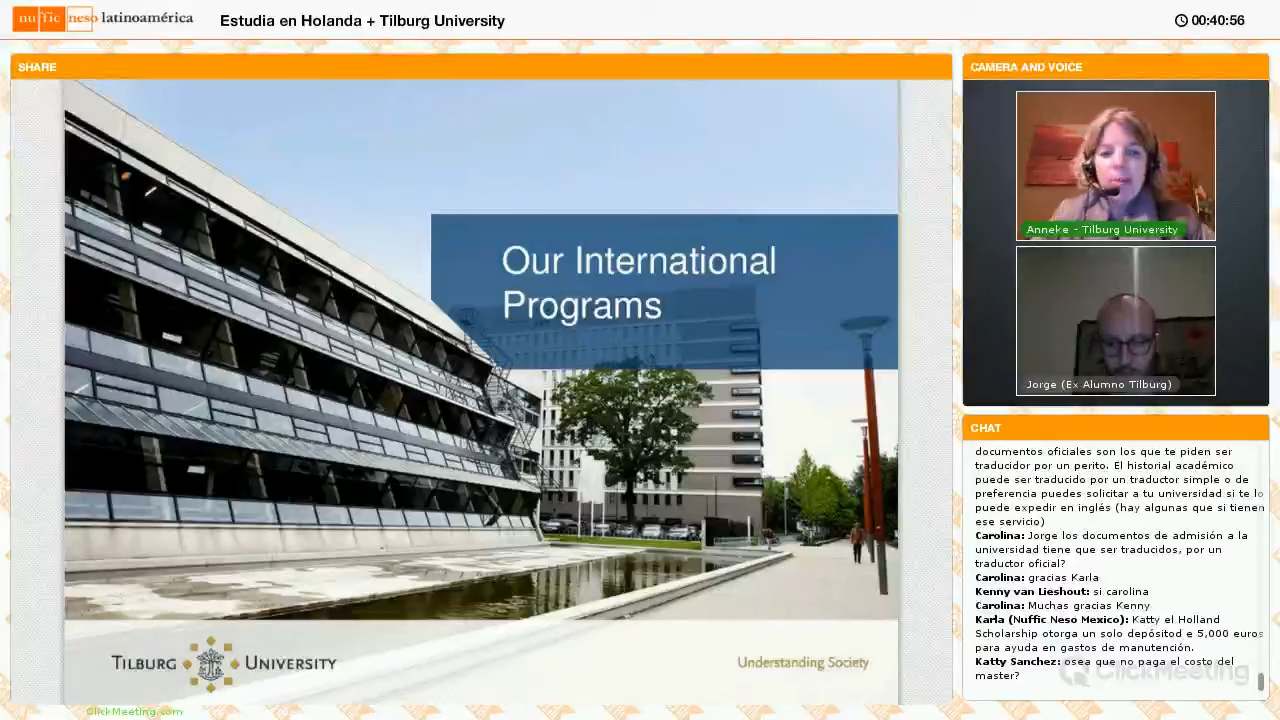 nuffic neso latinoamérica
Estudia en Holanda + Tilburg University
00:40:56
SHARE
Our International
Programs
TILBURG UNIVERSITY
Understanding Society
CAMERA AND VOICE
Anneke - Tilburg University
Jorge (Ex Alumno Tilburg)
CHAT
documentos oficiales son los que te piden ser
traducidor por un perito. El historial académico
puede ser traducido por un traductor simple o de
preferencia puedes solicitar a tu universidad si te lo
puede expedir en inglés (hay algunas que si tienen
ese servicio)
Carolina: Jorge los documentos de admisión a la
universidad tiene que ser traducidos, por un
traductor oficial?
Carolina: gracias Karla
Kenny van Lieshout: si carolina
Carolina: Muchas gracias Kenny
Karla (Nuffic Neso Mexico): Katty el Holland
Scholarship otorga un solo depósitod e 5,000 euros
para ayuda en gastos de manutención.
Katty Sanchez: osea que no paga el costo del
master?
ClickMeeting
ClickMeeting.com